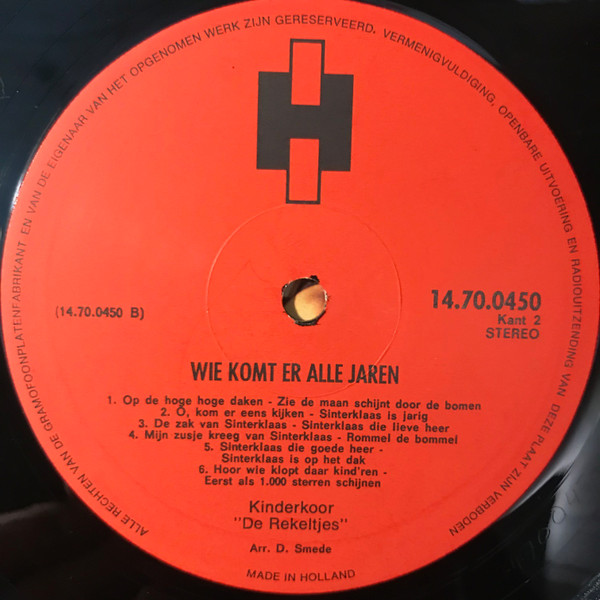 ALLE RECHTEN VAN DE GRAMOFOONPLATENFABRIKANT EN VAN DE EIGENAAR VAN HET OPGENOMEN WERK ZIJN GERESERVEERD. VERMENIGVULDIGING, OPENBARE UITVOERING EN RADIOUITZENDING VAN DEZE PLAAT ZIJN VERBODEN
(14.70.0450 B)
14.70.0450
Kant 2
STEREO
WIE KOMT ER ALLE JAREN
1. Op de hoge hoge daken - Zie de maan schijnt door de bomen
2. O, kom er eens kijken - Sinterklaas is jarig
3. De zak van Sinterklaas - Sinterklaas die lieve heer
4. Mijn zusje kreeg van Sinterklaas - Rommel de bommel
5. Sinterklaas die goede heer -
Sinterklaas is op het dak
6. Hoor wie klopt daar kind'ren -
Eerst als 1.000 sterren schijnen
Kinderkoor
"De Rekeltjes"
Arr. D. Smede
MADE IN HOLLAND